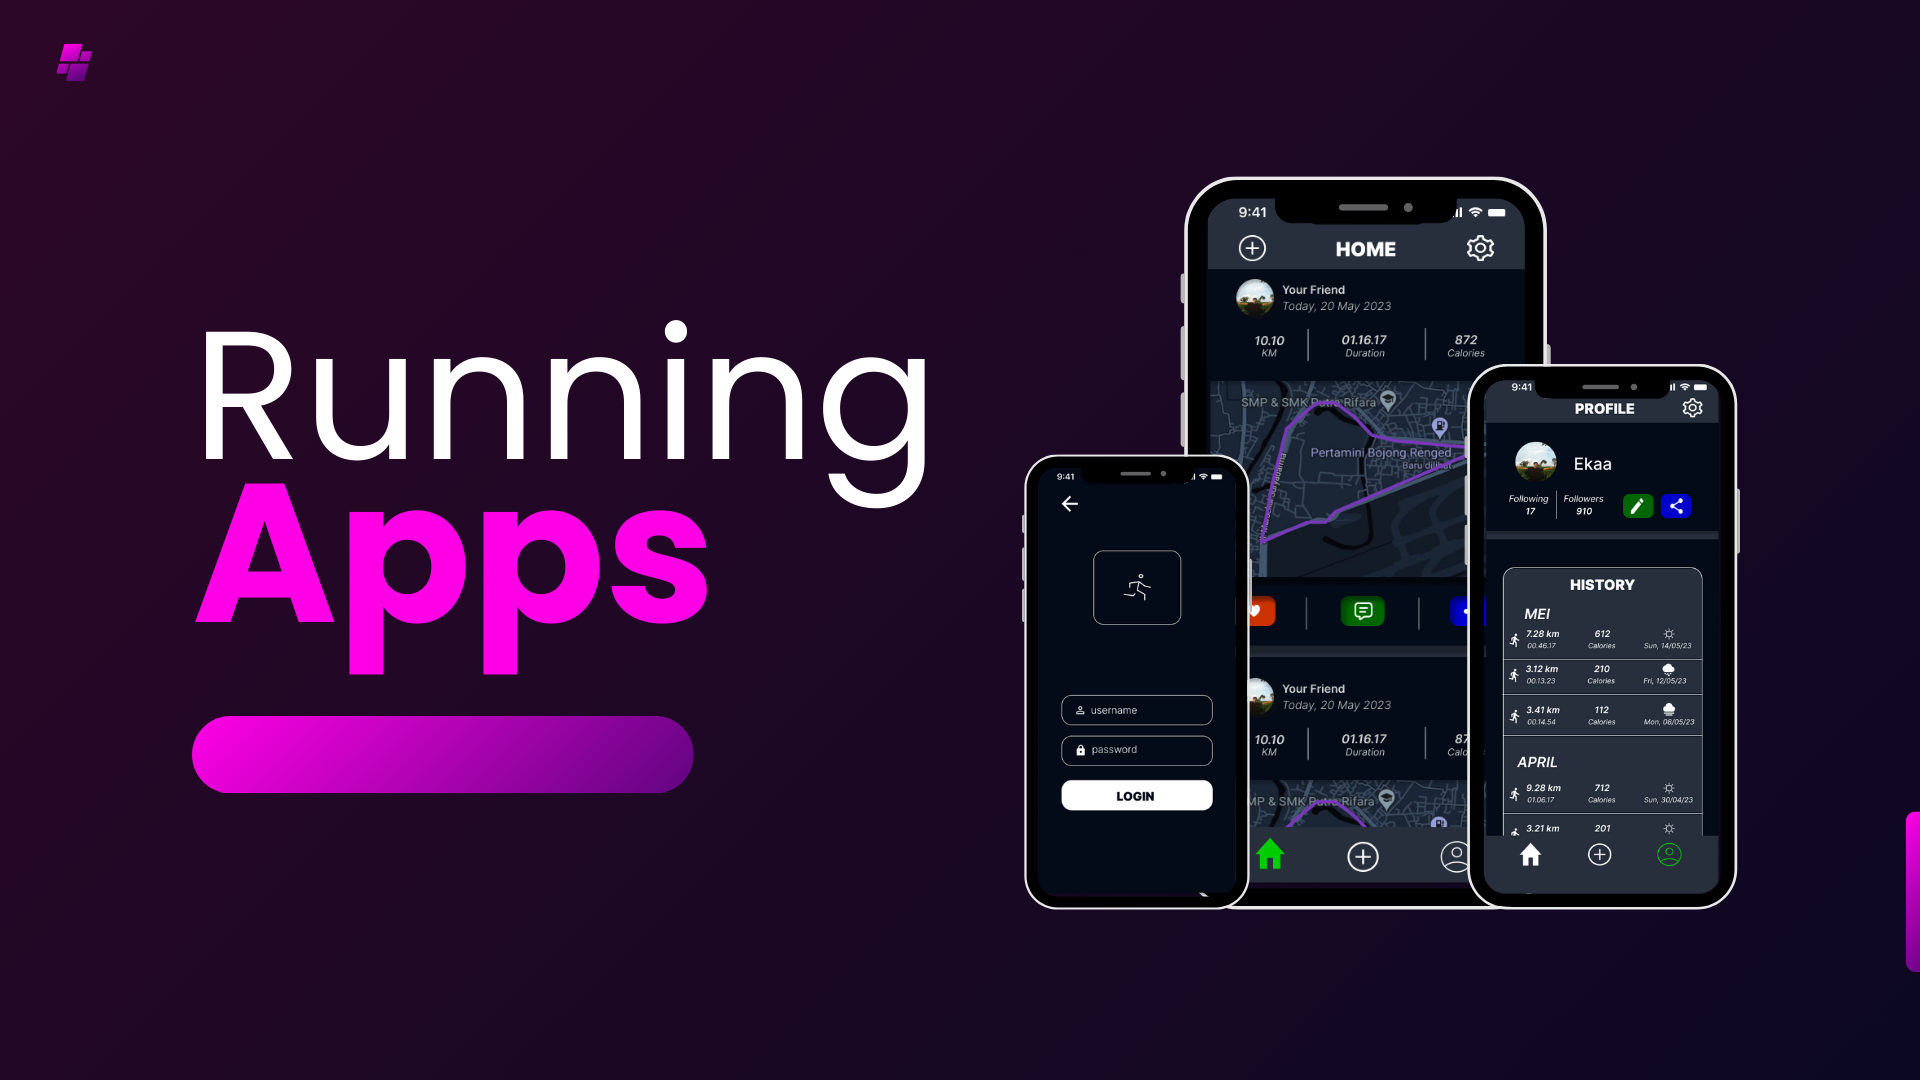 Running
Apps
9:41
username
password
LOGIN
9:41
HOME
Your Friend
Today, 20 May 2023
10.10
KM
01.16.17
Duration
872
Calories
SMP & SMK Putra Rifara
Pertamini Bojong Renged
Baru dilihat
Your Friend
Today, 20 May 2023
10.10
KM
01.16.17
Duration
87
Calo
MP & SMK Putra Rifara
9:41
PROFILE
Ekaa
Following
17
Followers
910
HISTORY
MEI
7.28 km 612
00.46.17 Calories Sun, 14/05/23
3.12 km 210
00.13.23 Calories Fri, 12/05/23
3.41 km 112
00.14.54 Calories Mon, 08/05/23
APRIL
9.28 km 712
01.06.17 Calories Sun, 30/04/23
3.21 km 201